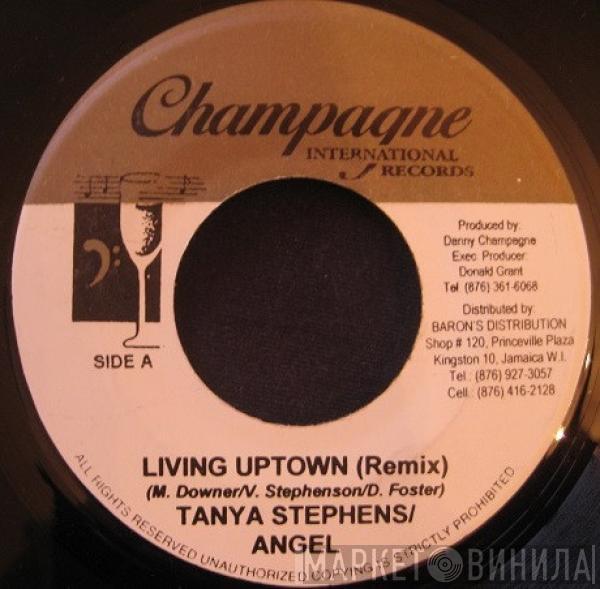 Champagne
INTERNATIONAL
RECORDS
Produced by:
Danny Champagne
Exec. Producer:
Donald Grant
Tel (876) 361-6068
Distributed by:
BARON'S DISTRIBUTION
Shop # 120, Princeville Plaza
Kingston 10, Jamaica W.I.
Tel.: (876) 927-3057
Cell.: (876) 416-2128
SIDE A
LIVING UPTOWN (Remix)
(M. Downer/V. Stephenson/D. Foster)
TANYA STEPHENS/
ANGEL
ALL RIGHTS RESERVED UNAUTHORIZED COPYING IS STRICTLY PROHIBITED
МАРКЕТ ВИНИЛА